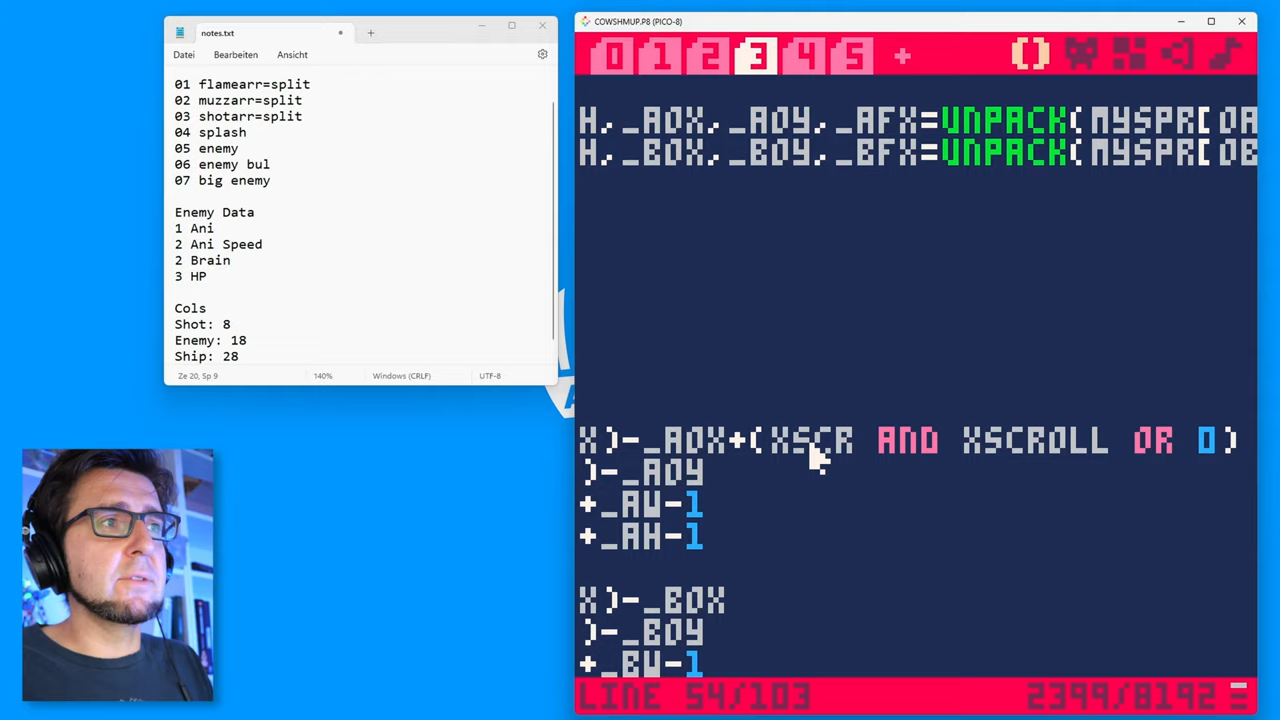 notes.txt
Datei Bearbeiten Ansicht
01 flamearr=split
02 muzzarr=split
03 shotarr=split
04 splash
05 enemy
06 enemy bul
07 big enemy
Enemy Data
1 Ani
2 Ani Speed
2 Brain
3 HP
Cols
Shot: 8
Enemy: 18
Ship: 28
Ze 20, Sp 9 140% Windows (CRLF) UTF-8
COWSHMUP.P8 (PICO-8)
0 1 2 3 4 5 +
H,_AOX,_AOY,_AFX=UNPACK(MYSPR[OA
H,_BOX,_BOY,_BFX=UNPACK(MYSPR[OB
X)-_AOX+(XSCR AND XSCROLL OR 0)
)-_AOY
+_AW-1
+_AH-1
X)-_BOX
)-_BOY
+_BW-1
LINE 54/103 2399/8192